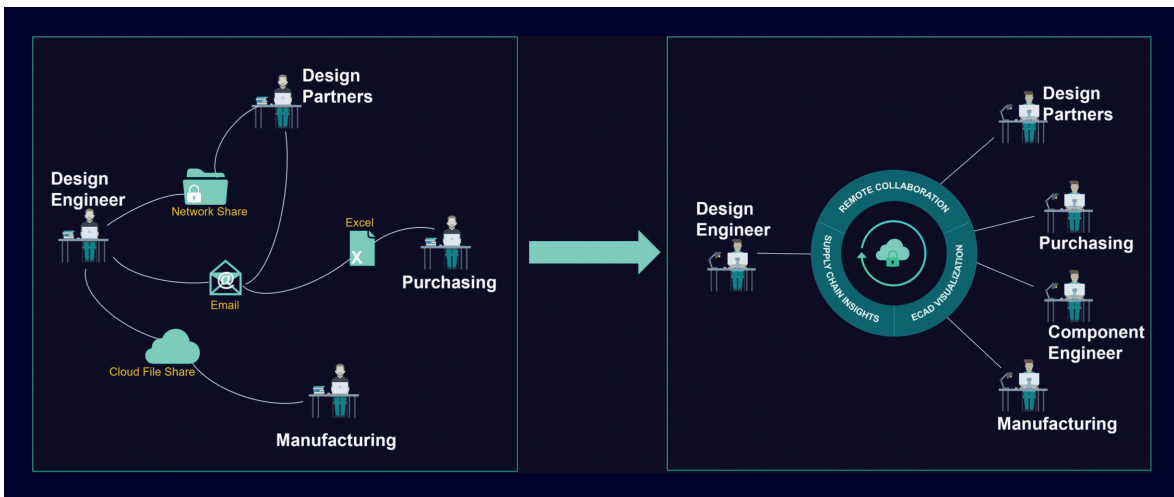 Design
Partners
Design
Engineer
Network Share
Excel
X
Purchasing
@
Email
Cloud File Share
Manufacturing
Design
Partners
Design
Engineer
REMOTE COLLABORATION
SUPPLY CHAIN INSIGHTS
ECAD VISUALIZATION
Purchasing
Component
Engineer
Manufacturing